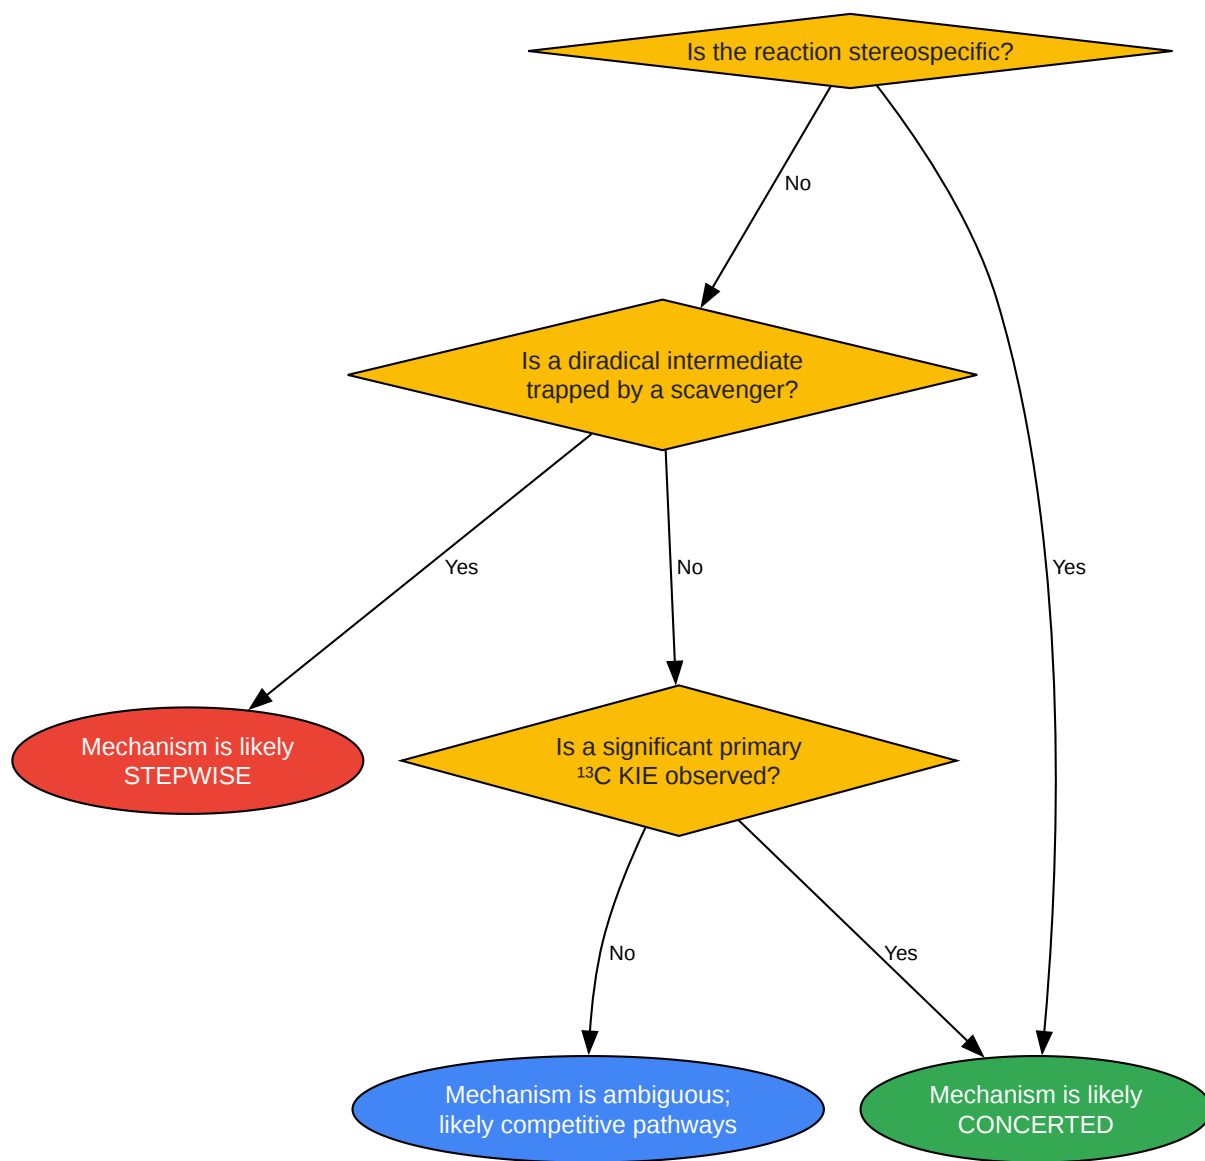 Is the reaction stereospecific?
No
Is a diradical intermediate
trapped by a scavenger?
Yes
No
Yes
Mechanism is likely
STEPWISE
Is a significant primary
¹³C KIE observed?
No
Yes
Mechanism is ambiguous;
likely competitive pathways
Mechanism is likely
CONCERTED